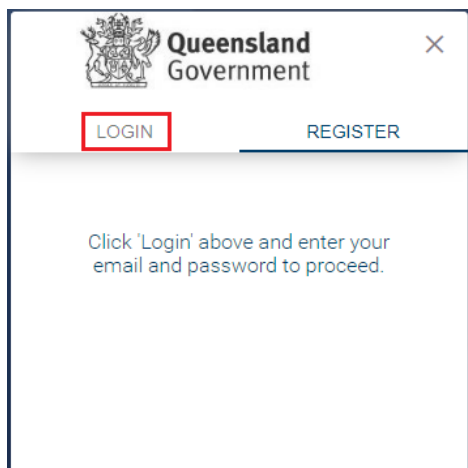 Queensland
Government
LOGIN REGISTER
Click 'Login' above and enter your
email and password to proceed.